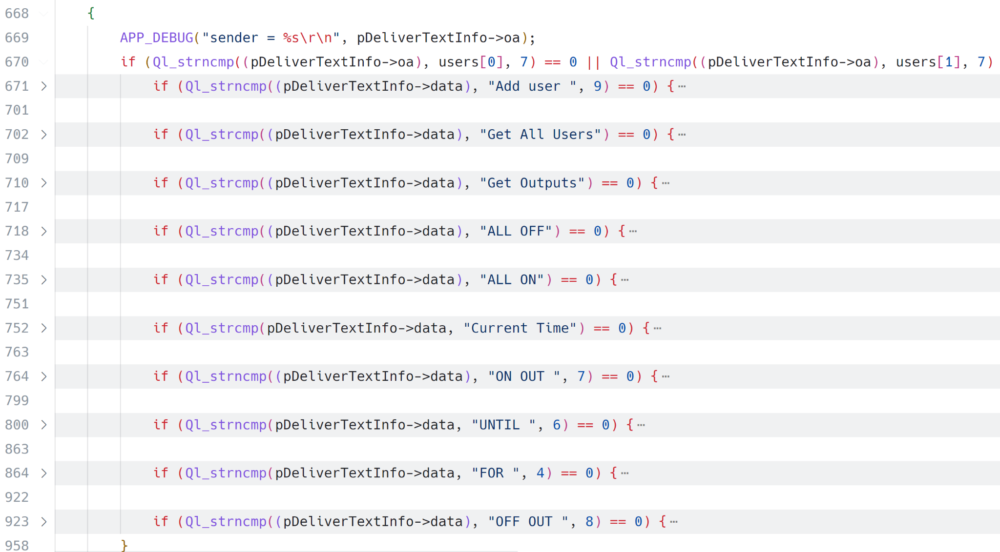 668 {
669 APP_DEBUG("sender = %s\r\n", pDeliverTextInfo->oa);
670 if (Ql_strncmp((pDeliverTextInfo->oa), users[0], 7) == 0 || Ql_strncmp((pDeliverTextInfo->oa), users[1], 7)
671 if (Ql_strncmp((pDeliverTextInfo->data), "Add user ", 9) == 0) {…
701
702 if (Ql_strcmp((pDeliverTextInfo->data), "Get All Users") == 0) {…
709
710 if (Ql_strcmp((pDeliverTextInfo->data), "Get Outputs") == 0) {…
717
718 if (Ql_strcmp((pDeliverTextInfo->data), "ALL OFF") == 0) {…
734
735 if (Ql_strcmp((pDeliverTextInfo->data), "ALL ON") == 0) {…
751
752 if (Ql_strcmp(pDeliverTextInfo->data, "Current Time") == 0) {…
763
764 if (Ql_strncmp((pDeliverTextInfo->data), "ON OUT ", 7) == 0) {…
799
800 if (Ql_strncmp(pDeliverTextInfo->data, "UNTIL ", 6) == 0) {…
863
864 if (Ql_strncmp(pDeliverTextInfo->data, "FOR ", 4) == 0) {…
922
923 if (Ql_strncmp((pDeliverTextInfo->data), "OFF OUT ", 8) == 0) {…
958 }